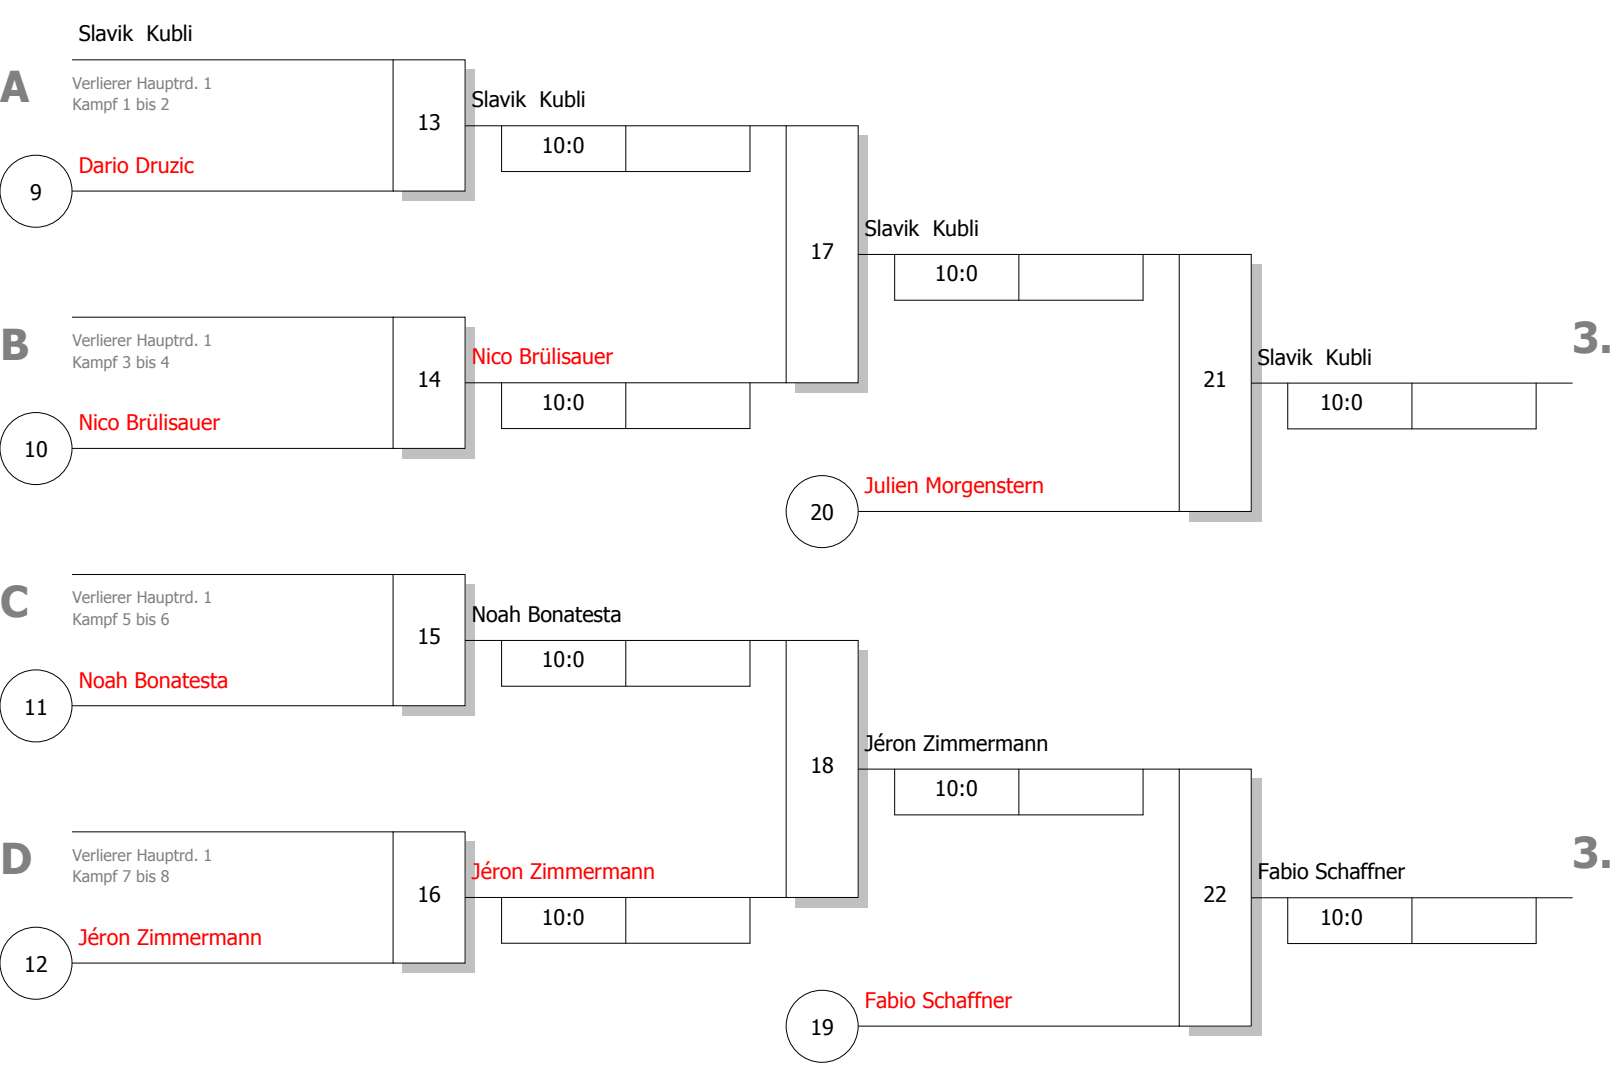 Slavik  Kubli
A
Verlierer Hauptrd. 1
Kampf 1 bis 2
13
Slavik  Kubli
10:0
Dario Druzic
9
17
Slavik  Kubli
10:0
B
Verlierer Hauptrd. 1
Kampf 3 bis 4
14
Nico Brülisauer
10:0
Nico Brülisauer
10
21
Slavik  Kubli
10:0
3.
Julien Morgenstern
20
C
Verlierer Hauptrd. 1
Kampf 5 bis 6
15
Noah Bonatesta
10:0
Noah Bonatesta
11
18
Jéron Zimmermann
10:0
D
Verlierer Hauptrd. 1
Kampf 7 bis 8
16
Jéron Zimmermann
10:0
Jéron Zimmermann
12
22
Fabio Schaffner
10:0
3.
Fabio Schaffner
19